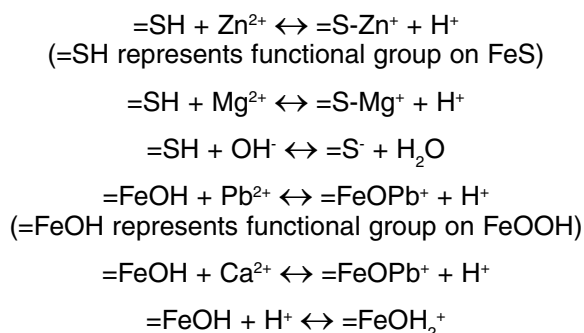 =SH + Zn²⁺ ↔ =S-Zn⁺ + H⁺
(=SH represents functional group on FeS)
=SH + Mg²⁺ ↔ =S-Mg⁺ + H⁺
=SH + OH⁻ ↔ =S⁻ + H₂O
=FeOH + Pb²⁺ ↔ =FeOPb⁺ + H⁺
(=FeOH represents functional group on FeOOH)
=FeOH + Ca²⁺ ↔ =FeOPb⁺ + H⁺
=FeOH + H⁺ ↔ =FeOH₂⁺